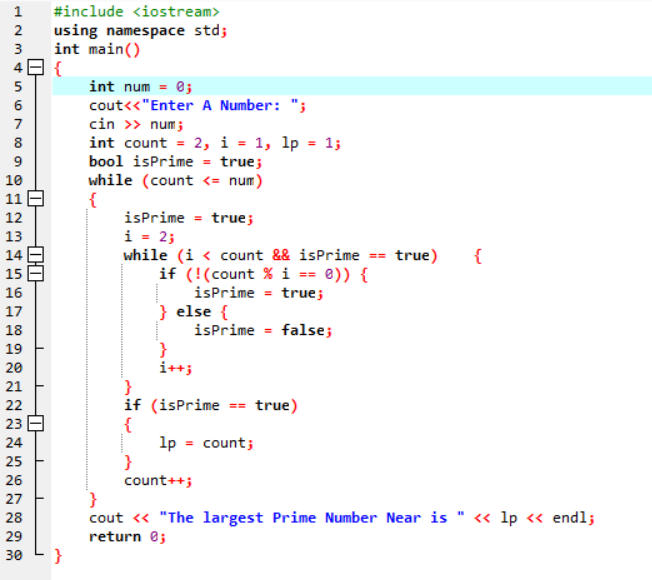 1 #include <iostream>
2 using namespace std;
3 int main()
4 {
5 int num = 0;
6 cout<<"Enter A Number: ";
7 cin >> num;
8 int count = 2, i = 1, lp = 1;
9 bool isPrime = true;
10 while (count <= num)
11 {
12 isPrime = true;
13 i = 2;
14 while (i < count && isPrime == true) {
15 if (!(count % i == 0)) {
16 isPrime = true;
17 } else {
18 isPrime = false;
19 }
20 i++;
21 }
22 if (isPrime == true)
23 {
24 lp = count;
25 }
26 count++;
27 }
28 cout << "The largest Prime Number Near is " << lp << endl;
29 return 0;
30 }